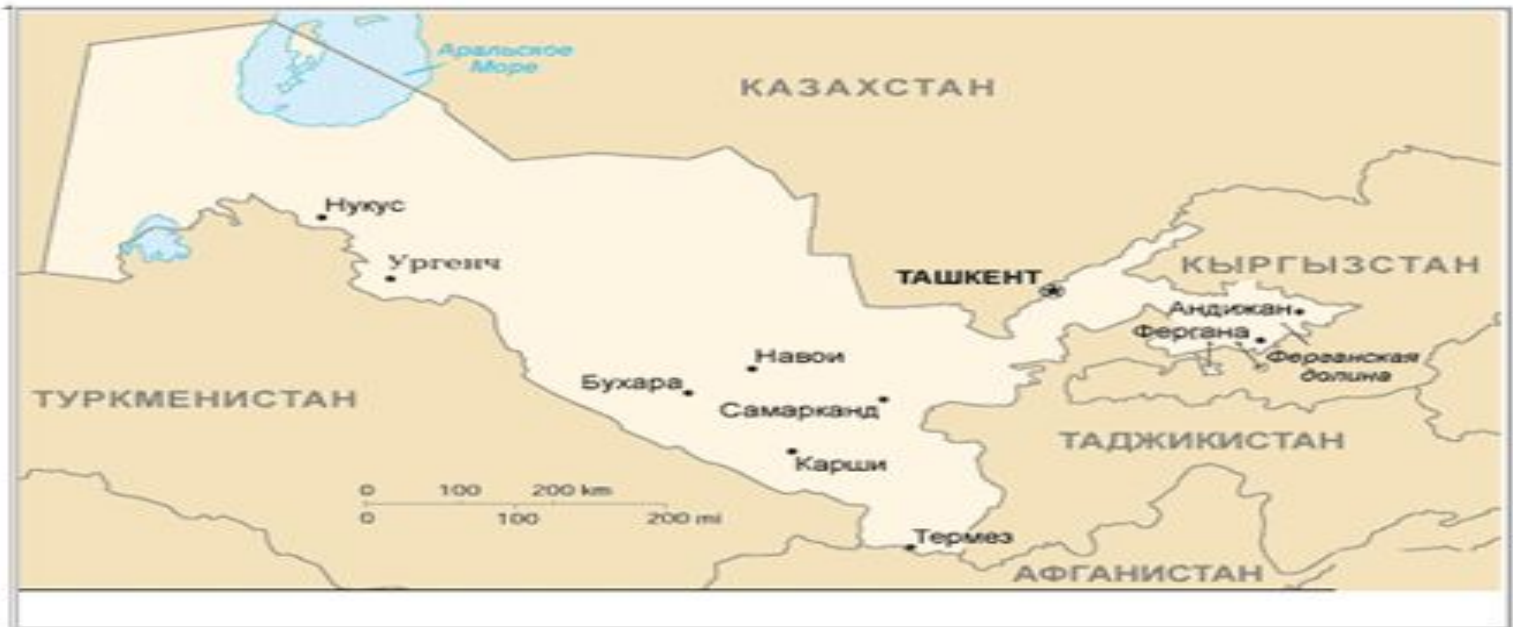 Аральское
Море
КАЗАХСТАН
Нукус
Ургенч
КЫРГЫЗСТАН
ТАШКЕНТ
Андижан
Фергана
Ферганская
долина
Навои
Бухара
Самарканд
ТУРКМЕНИСТАН
ТАДЖИКИСТАН
Карши
0 100 200 km
0 100 200 mi
Термез
АФГАНИСТАН